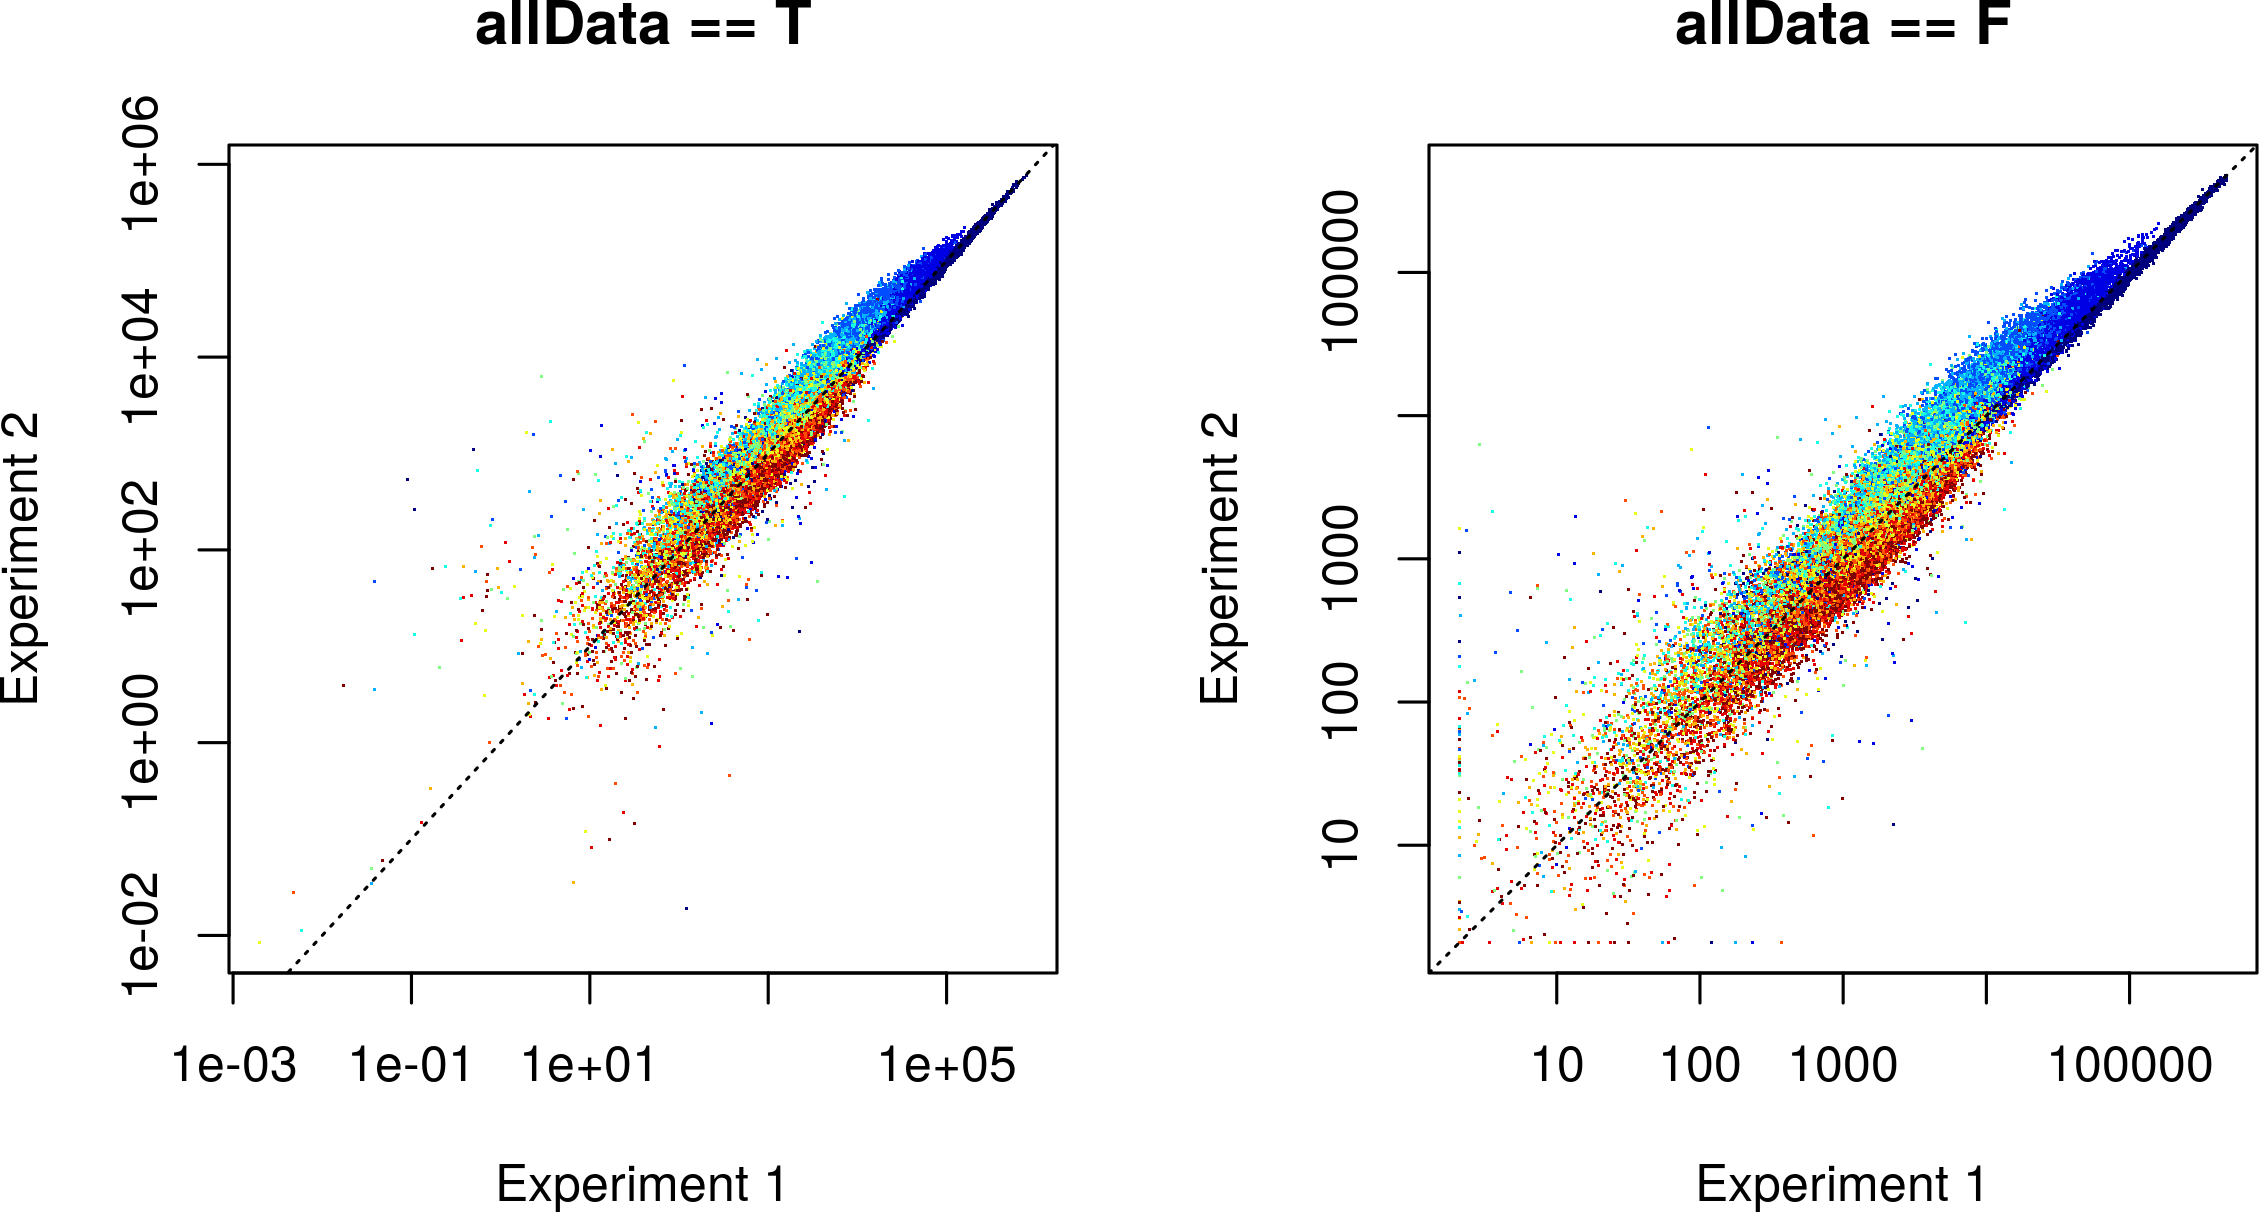 allData == T
allData == F
1e+06
1e+04
1e+02
1e+00
1e-02
Experiment 2
1e-03 1e-01 1e+01 1e+05
Experiment 1
100000
1000
100
10
Experiment 2
10 100 1000 100000
Experiment 1